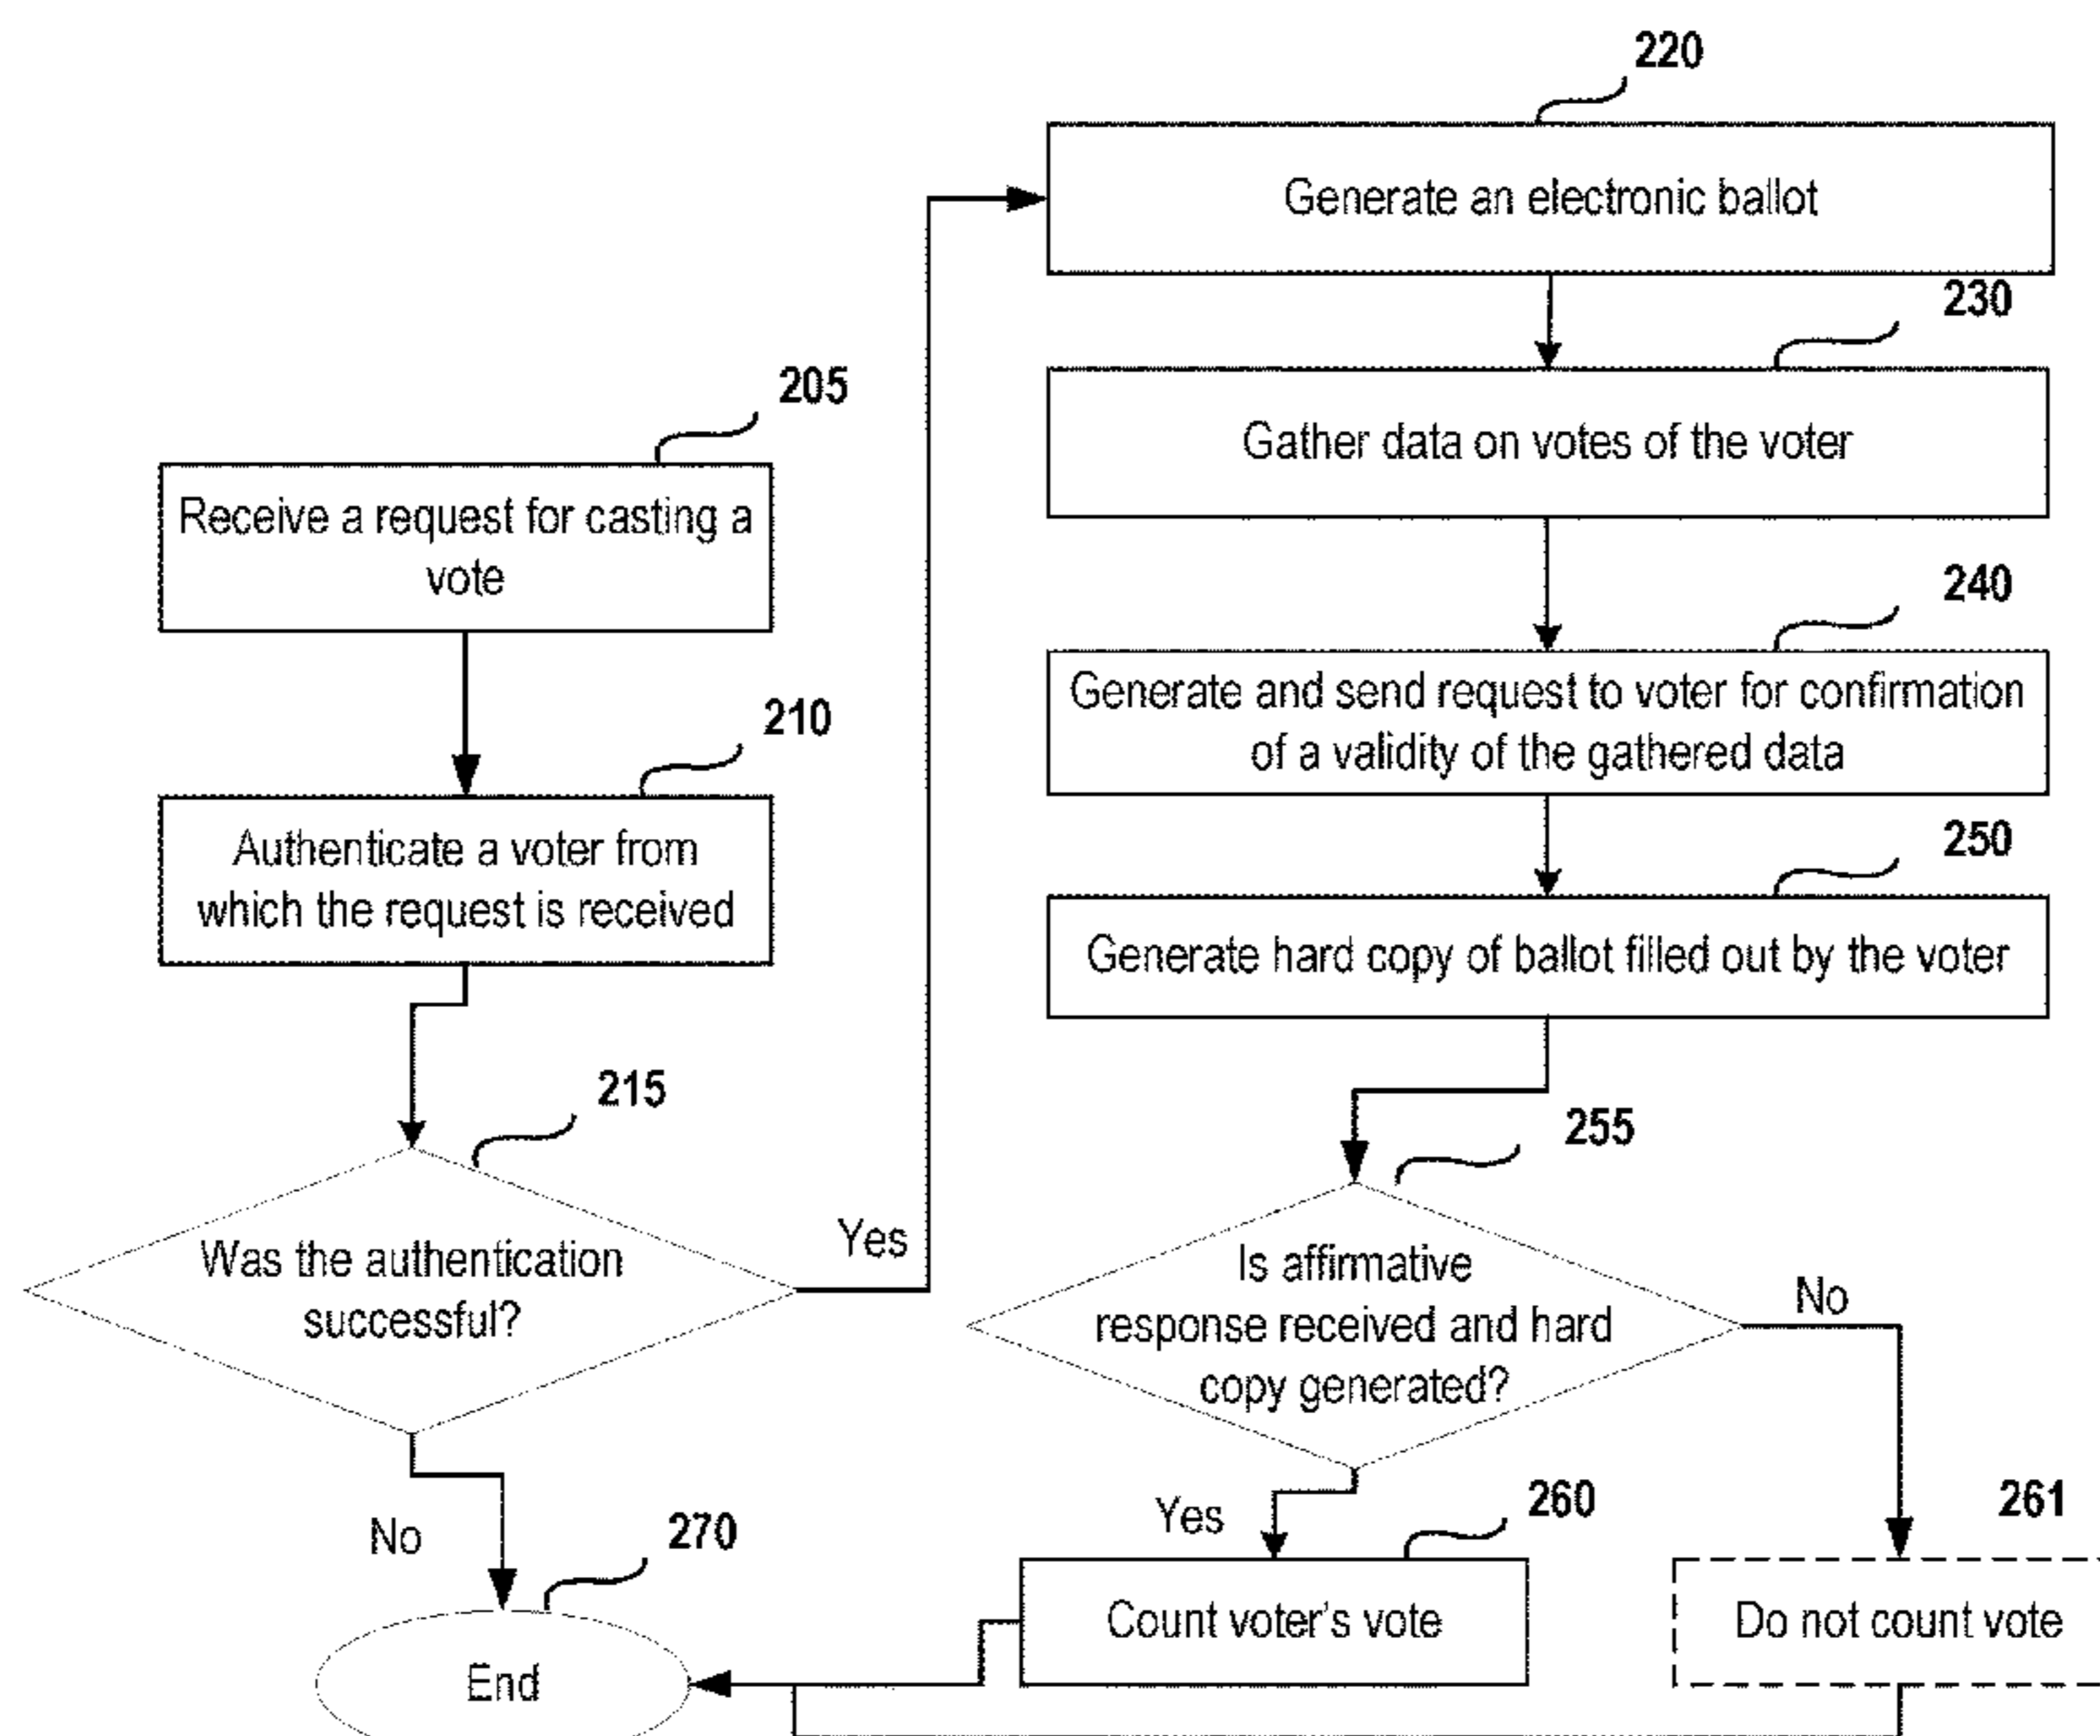 205
Receive a request for casting a
vote
210
Authenticate a voter from
which the request is received
215
Was the authentication
successful?
Yes
No
220
Generate an electronic ballot
230
Gather data on votes of the voter
240
Generate and send request to voter for confirmation
of a validity of the gathered data
250
Generate hard copy of ballot filled out by the voter
255
Is affirmative
response received and hard
copy generated?
No
Yes
260
Count voter's vote
261
Do not count vote
270
End